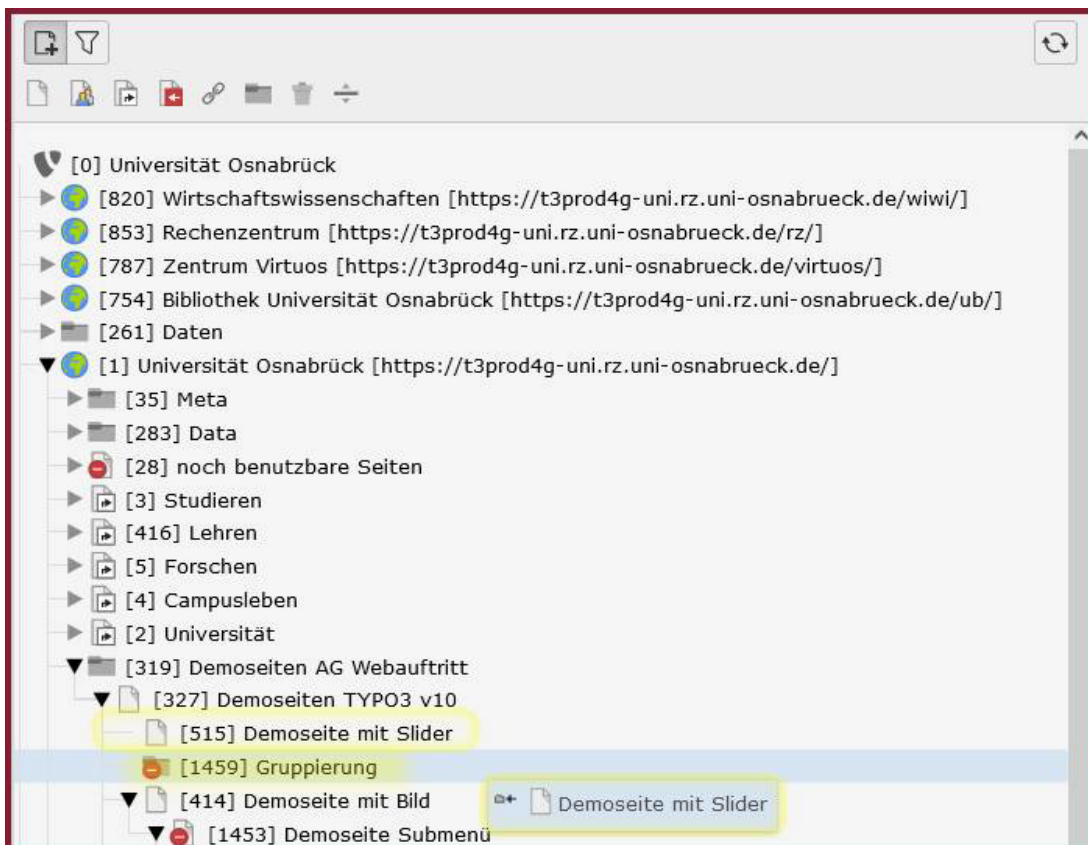 [0] Universität Osnabrück
[820] Wirtschaftswissenschaften [https://t3prod4g-uni.rz.uni-osnabrueck.de/wiwi/]
[853] Rechenzentrum [https://t3prod4g-uni.rz.uni-osnabrueck.de/rz/]
[787] Zentrum Virtuos [https://t3prod4g-uni.rz.uni-osnabrueck.de/virtuos/]
[754] Bibliothek Universität Osnabrück [https://t3prod4g-uni.rz.uni-osnabrueck.de/ub/]
[261] Daten
[1] Universität Osnabrück [https://t3prod4g-uni.rz.uni-osnabrueck.de/]
[35] Meta
[283] Data
[28] noch benutzbare Seiten
[3] Studieren
[416] Lehren
[5] Forschen
[4] Campusleben
[2] Universität
[319] Demoseiten AG Webauftritt
[327] Demoseiten TYPO3 v10
[515] Demoseite mit Slider
[1459] Gruppierung
[414] Demoseite mit Bild
Demoseite mit Slider
[1453] Demoseite Submenü